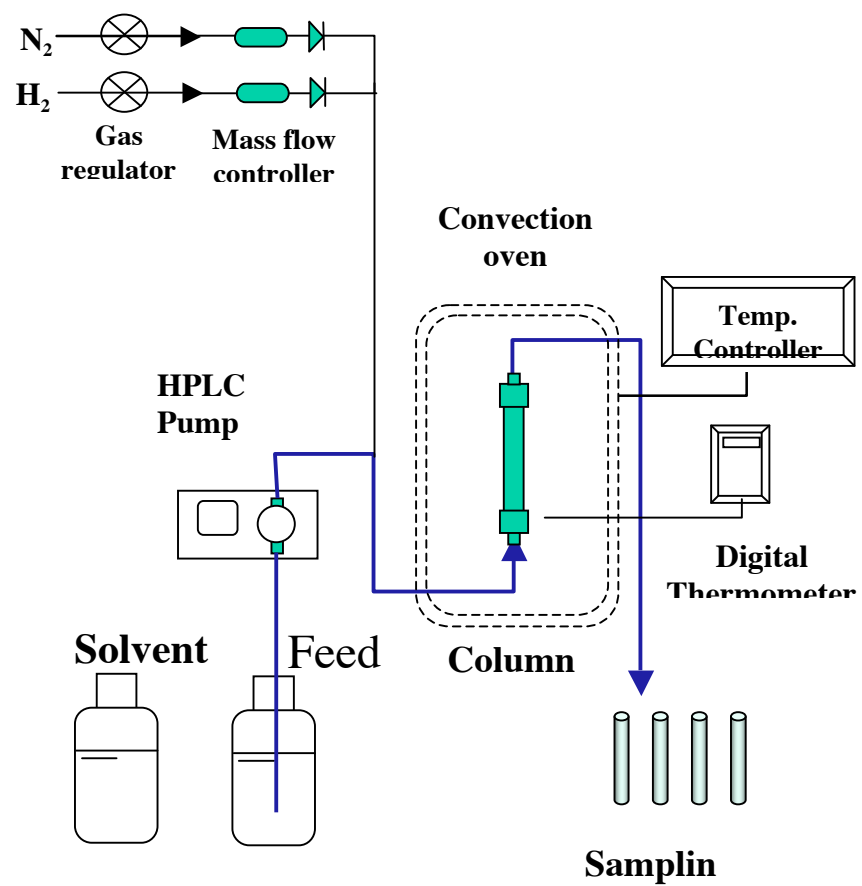 N₂
H₂
Gas
regulator
Mass flow
controller
Convection
oven
Temp.
Controller
HPLC
Pump
Digital
Thermometer
Solvent
Feed
Column
Samplin